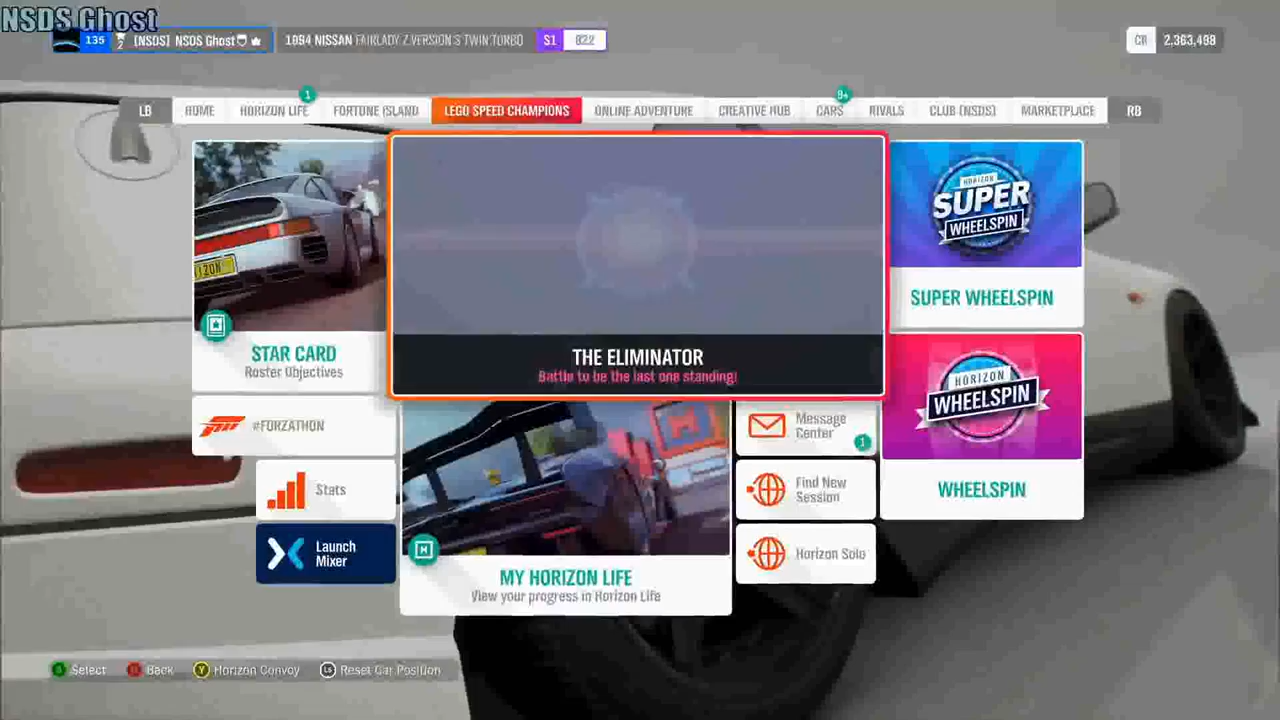 NSDS Ghost
135 2 [NSDS] NSDS Ghost 1994 NISSAN FAIRLADY Z VERSION S TWIN TURBO S1 822 CR 2,363,498
1 9+
LB HOME HORIZON LIFE FORTUNE ISLAND LEGO SPEED CHAMPIONS ONLINE ADVENTURE CREATIVE HUB CARS RIVALS CLUB [NSDS] MARKETPLACE RB
STAR CARD
Roster Objectives
THE ELIMINATOR
Battle to be the last one standing!
HORIZON
SUPER
WHEELSPIN
SUPER WHEELSPIN
#FORZATHON
Stats
Launch
Mixer
MY HORIZON LIFE
View your progress in Horizon Life
Message
Center
1
Find New
Session
Horizon Solo
HORIZON
WHEELSPIN
WHEELSPIN
Select Back Y Horizon Convoy LS Reset Car Position